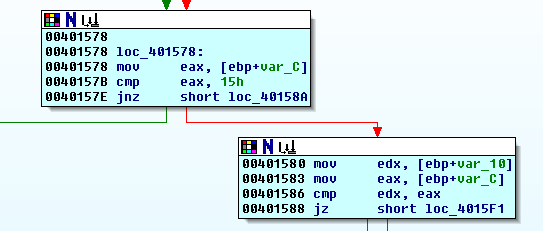 00401578
00401578 loc_401578:
00401578 mov eax, [ebp+var_C]
0040157B cmp eax, 15h
0040157E jnz short loc_40158A
00401580 mov edx, [ebp+var_10]
00401583 mov eax, [ebp+var_C]
00401586 cmp edx, eax
00401588 jz short loc_4015F1